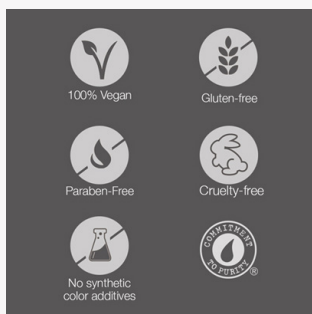 100% Vegan
Gluten-free
Paraben-Free
Cruelty-free
No synthetic
color additives
COMMITMENT
TO PURITY
®